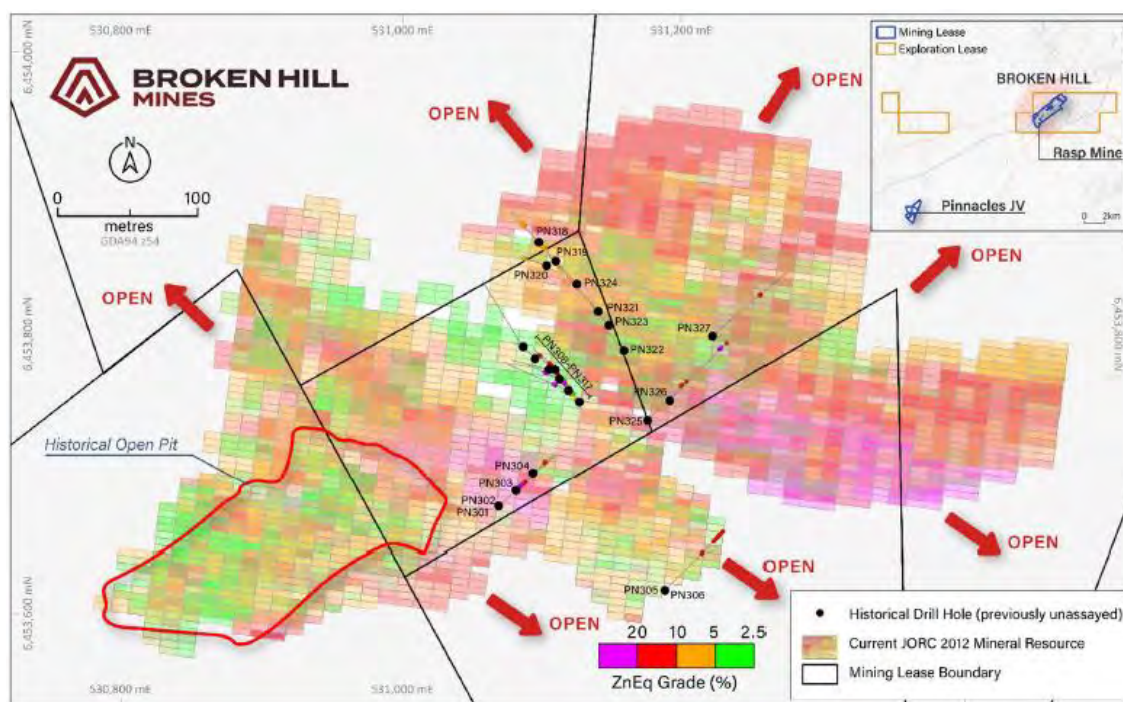 530,800 mE
531,000 mE
531,200 mE
6,454,000 mN
BROKEN HILL
MINES
N
0
100
metres
GDA94 z54
OPEN
OPEN
OPEN
OPEN
Mining Lease
Exploration Lease
BROKEN HILL
Rasp Mine
Pinnacles JV
0 2km
PN318
PN319
PN320
PN324
PN321
PN323
PN322
PN327
PN326
PN325
6,453,800 mN
6,453,800 mN
Historical Open Pit
PN304
PN303
PN302
PN301
PN305
PN306
OPEN
OPEN
OPEN
6,453,600 mN
20 10 5 2.5
ZnEq Grade (%)
Historical Drill Hole (previously unassayed)
Current JORC 2012 Mineral Resource
Mining Lease Boundary
530,800 mE
531,000 mE